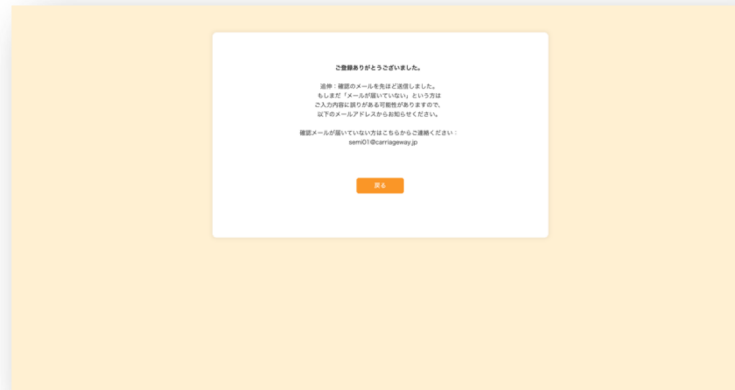 ご登録ありがとうございました。
追伸：確認のメールを先ほど送信しました。
もしまだ「メールが届いていない」という方は
ご入力内容に誤りがある可能性がありますので、
以下のメールアドレスからお知らせください。
確認メールが届いていない方はこちらからご連絡ください：
semi01@carriageway.jp
戻る